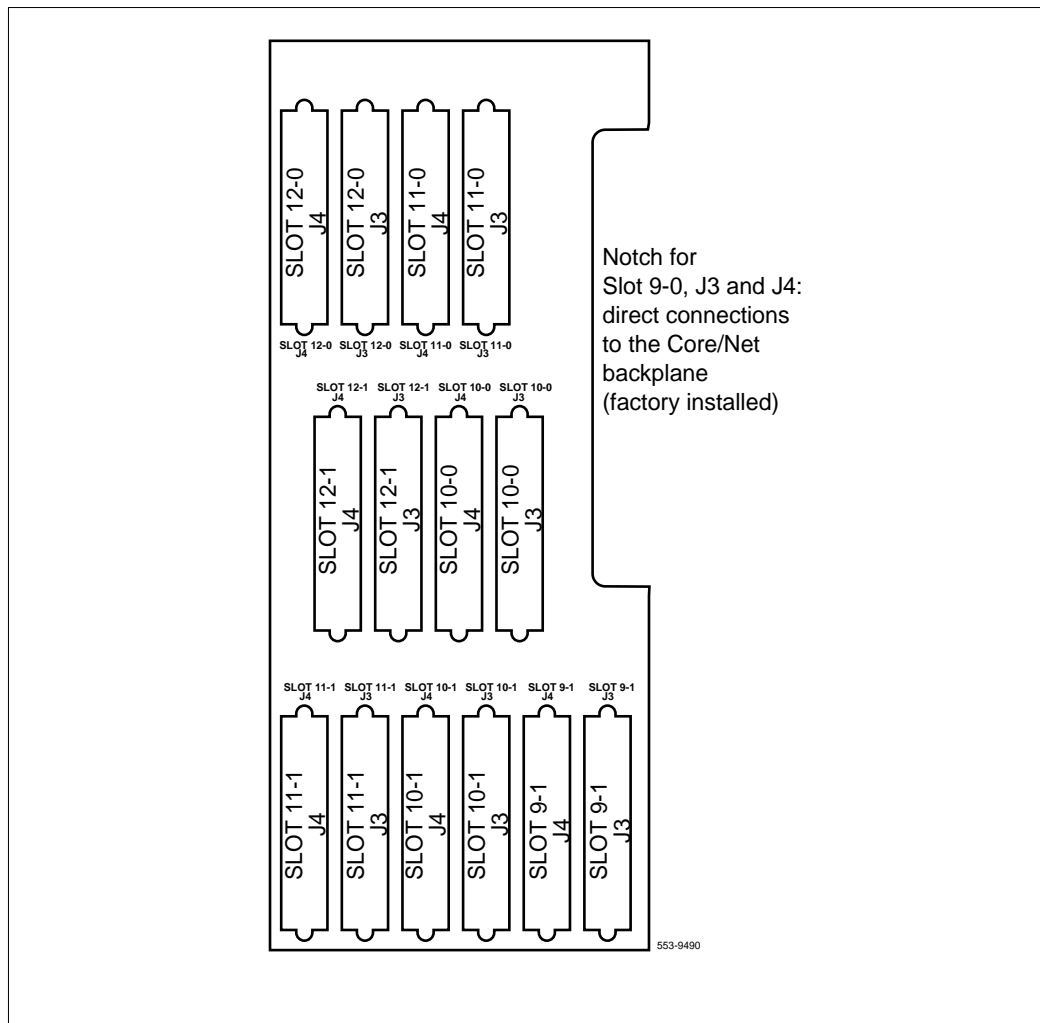 SLOT 12-0 J4
SLOT 12-0 J3
SLOT 11-0 J4
SLOT 11-0 J3
SLOT 12-0 SLOT 12-0 SLOT 11-0 SLOT 11-0
J4 J3 J4 J3
Notch for
Slot 9-0, J3 and J4:
direct connections
to the Core/Net
backplane
(factory installed)
SLOT 12-1 SLOT 12-1 SLOT 10-0 SLOT 10-0
J4 J3 J4 J3
SLOT 12-1 J4
SLOT 12-1 J3
SLOT 10-0 J4
SLOT 10-0 J3
SLOT 11-1 SLOT 11-1 SLOT 10-1 SLOT 10-1 SLOT 9-1 SLOT 9-1
J4 J3 J4 J3 J4 J3
SLOT 11-1 J4
SLOT 11-1 J3
SLOT 10-1 J4
SLOT 10-1 J3
SLOT 9-1 J4
SLOT 9-1 J3
553-9490